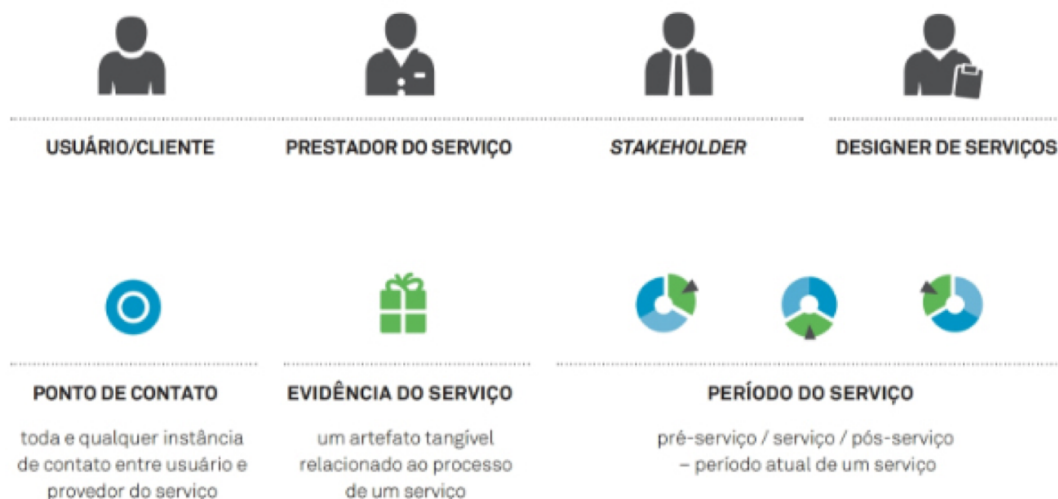 USUÁRIO/CLIENTE
PRESTADOR DO SERVIÇO
STAKEHOLDER
DESIGNER DE SERVIÇOS
PONTO DE CONTATO
toda e qualquer instância
de contato entre usuário e
provedor do serviço
EVIDÊNCIA DO SERVIÇO
um artefato tangível
relacionado ao processo
de um serviço
PERÍODO DO SERVIÇO
pré-serviço / serviço / pós-serviço
– período atual de um serviço